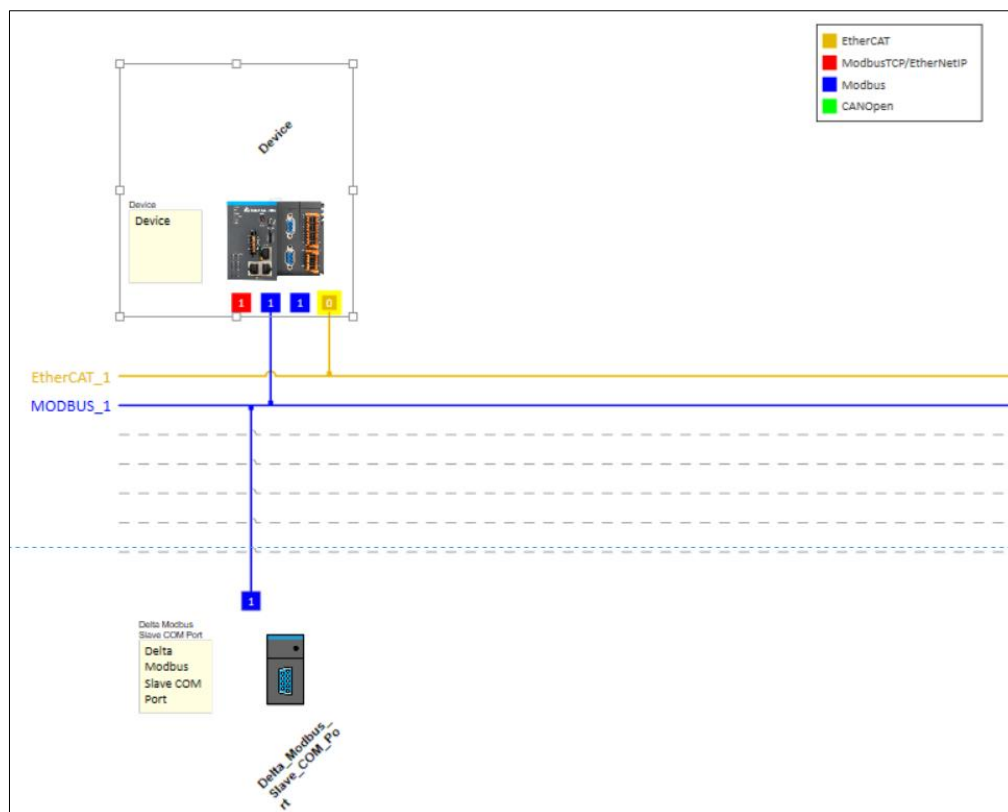 EtherCAT
ModbusTCP/EtherNetIP
Modbus
CANOpen
Device
Device
Device
1
1
1
0
EtherCAT_1
MODBUS_1
1
Delta Modbus
Slave COM Port
Delta
Modbus
Slave COM
Port
Delta_Modbus_
Slave_COM_Po
rt